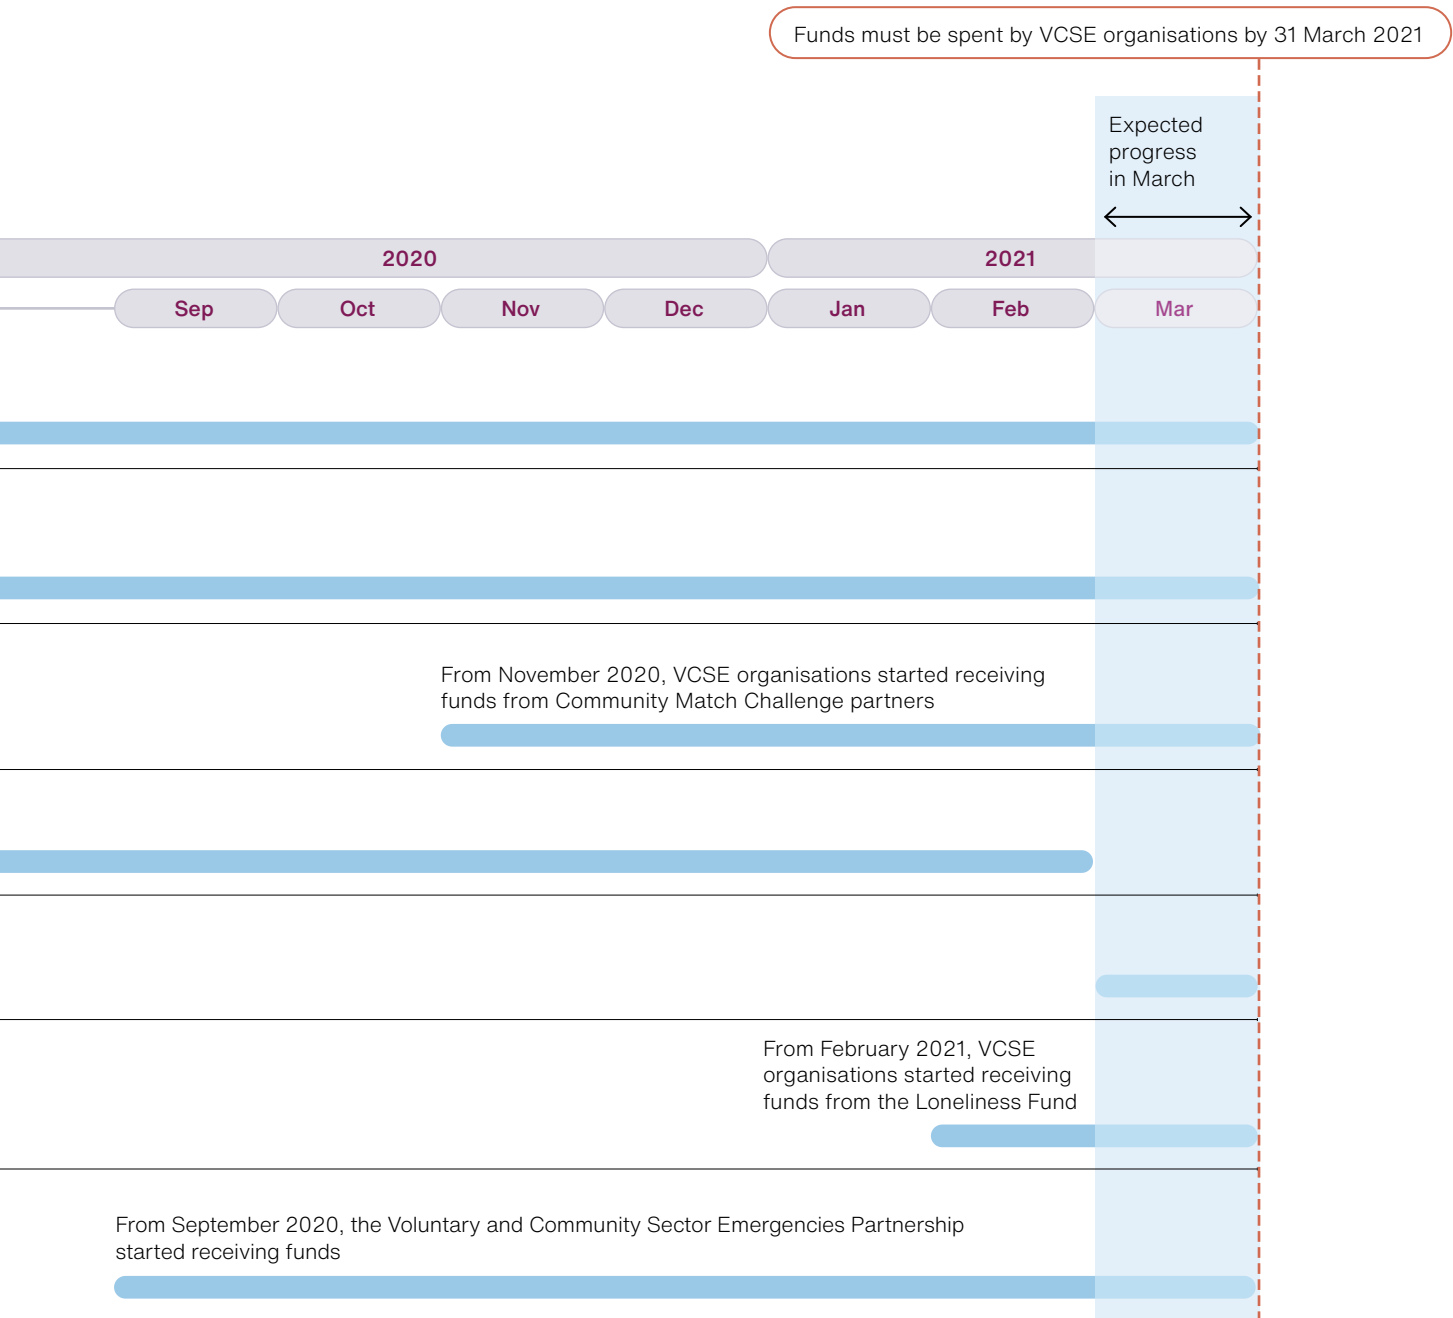 Funds must be spent by VCSE organisations by 31 March 2021
Expected
progress
in March
2020
2021
Sep
Oct
Nov
Dec
Jan
Feb
Mar
From November 2020, VCSE organisations started receiving
funds from Community Match Challenge partners
From February 2021, VCSE
organisations started receiving
funds from the Loneliness Fund
From September 2020, the Voluntary and Community Sector Emergencies Partnership
started receiving funds